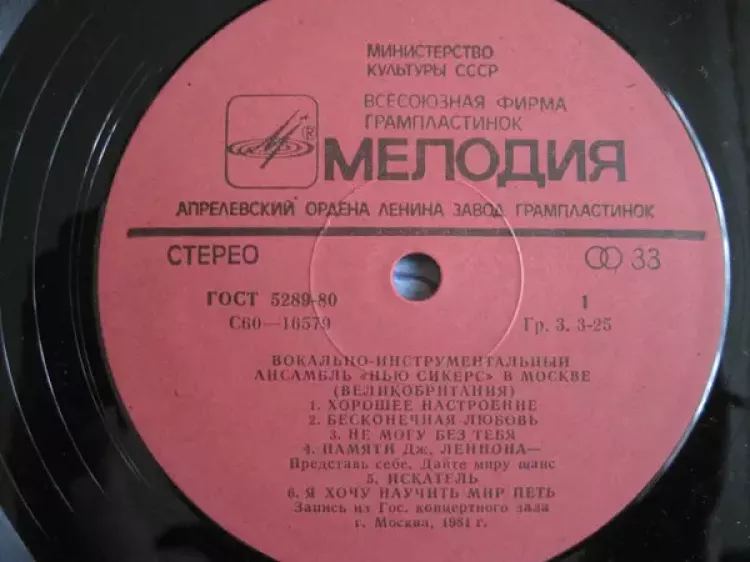 МИНИСТЕРСТВО
КУЛЬТУРЫ СССР
ВСЕСОЮЗНАЯ ФИРМА
ГРАМПЛАСТИНОК
®
МЕЛОДИЯ
АПРЕЛЕВСКИЙ ОРДЕНА ЛЕНИНА ЗАВОД ГРАМПЛАСТИНОК
СТЕРЕО 33
ГОСТ 5289-80 1
С60—16579 Гр. 3. 3-25
ВОКАЛЬНО-ИНСТРУМЕНТАЛЬНЫЙ
АНСАМБЛЬ «НЬЮ СИКЕРС» В МОСКВЕ
(ВЕЛИКОБРИТАНИЯ)
1. ХОРОШЕЕ НАСТРОЕНИЕ
2. БЕСКОНЕЧНАЯ ЛЮБОВЬ
3. НЕ МОГУ БЕЗ ТЕБЯ
4. ПАМЯТИ Дж. ЛЕННОНА—
Представь себе. Дайте миру шанс
5. ИСКАТЕЛЬ
6. Я ХОЧУ НАУЧИТЬ МИР ПЕТЬ
Запись из Гос. концертного зала
г. Москва, 1981 г.